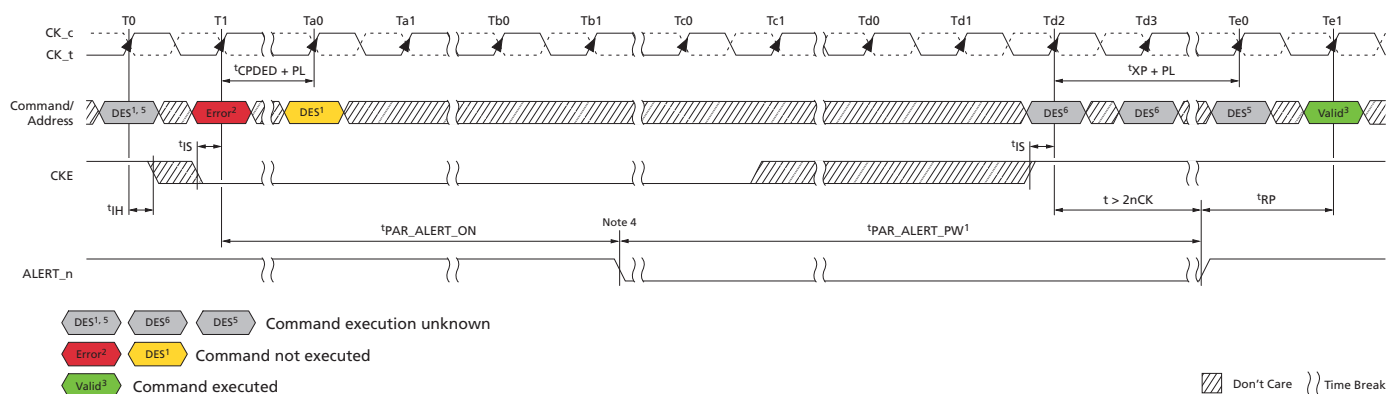 T0 T1 Ta0 Ta1 Tb0 Tb1 Tc0 Tc1 Td0 Td1 Td2 Td3 Te0 Te1
CK_c
CK_t
tCPDED + PL
tXP + PL
Command/
Address
DES1, 5
Error2
DES1
DES6
DES6
DES5
Valid3
tIS
tIS
CKE
tIH
t > 2nCK
tRP
tPAR_ALERT_ON
Note 4
tPAR_ALERT_PW1
ALERT_n
DES1, 5 DES6 DES5 Command execution unknown
Error2 DES1 Command not executed
Valid3 Command executed
Don't Care Time Break